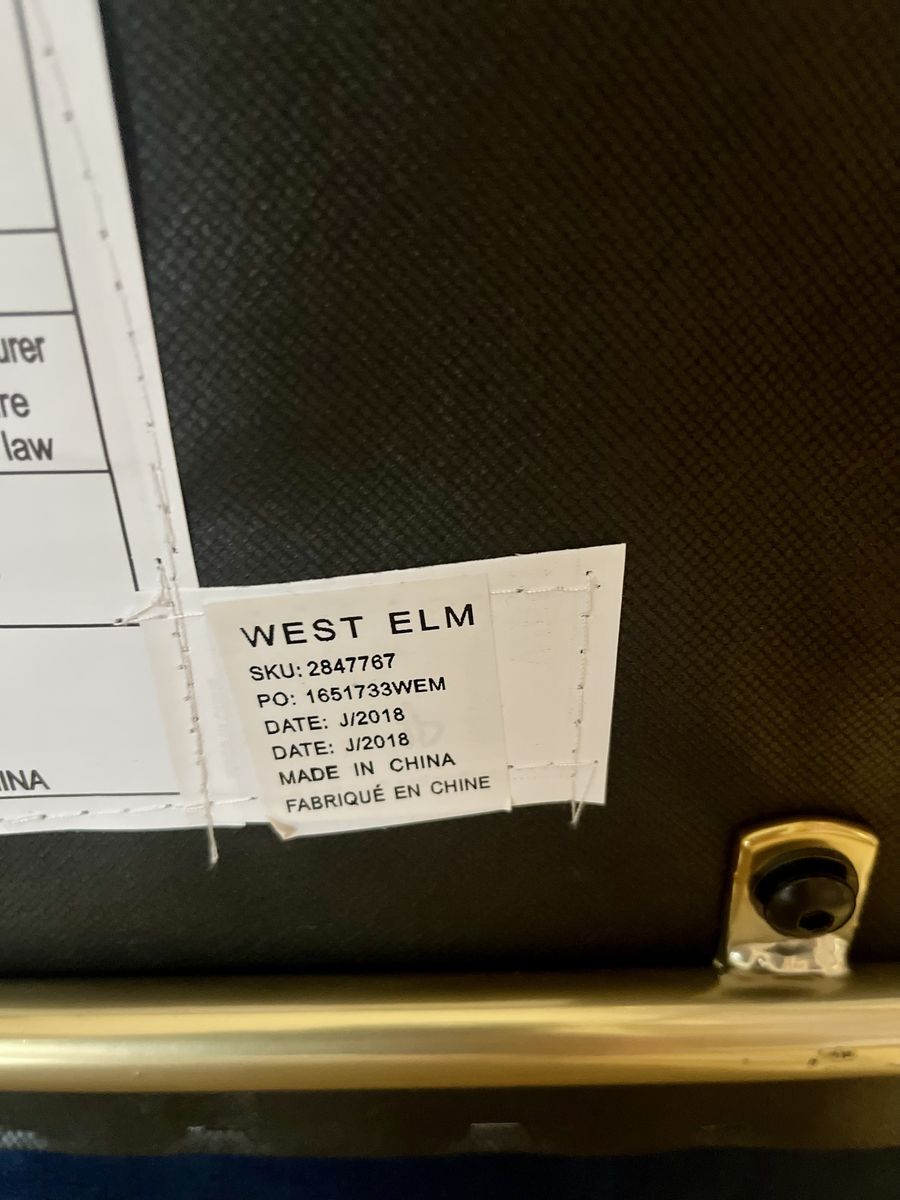 urer
re
law
INA
WEST ELM
SKU: 2847767
PO: 1651733WEM
DATE: J/2018
DATE: J/2018
MADE IN CHINA
FABRIQUÉ EN CHINE